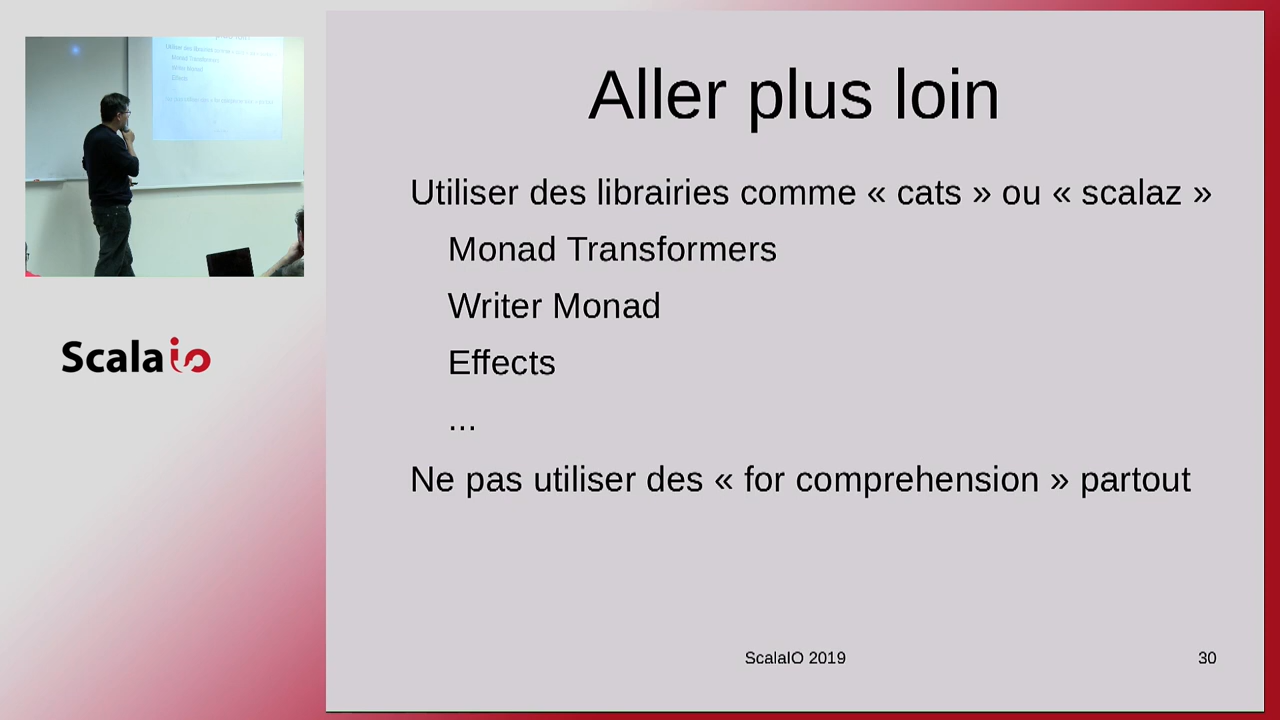 Aller plus loin
Utiliser des librairies comme « cats » ou « scalaz »
Monad Transformers
Writer Monad
Effects
...
Ne pas utiliser des « for comprehension » partout
ScalaIO 2019
30
Scala io